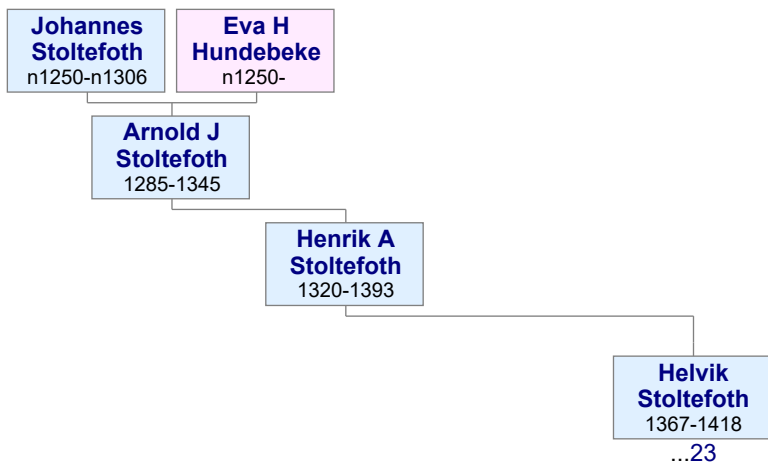 Johannes
Stoltefoth
n1250-n1306
Eva H
Hundebeke
n1250-
Arnold J
Stoltefoth
1285-1345
Henrik A
Stoltefoth
1320-1393
Helvik
Stoltefoth
1367-1418
...23